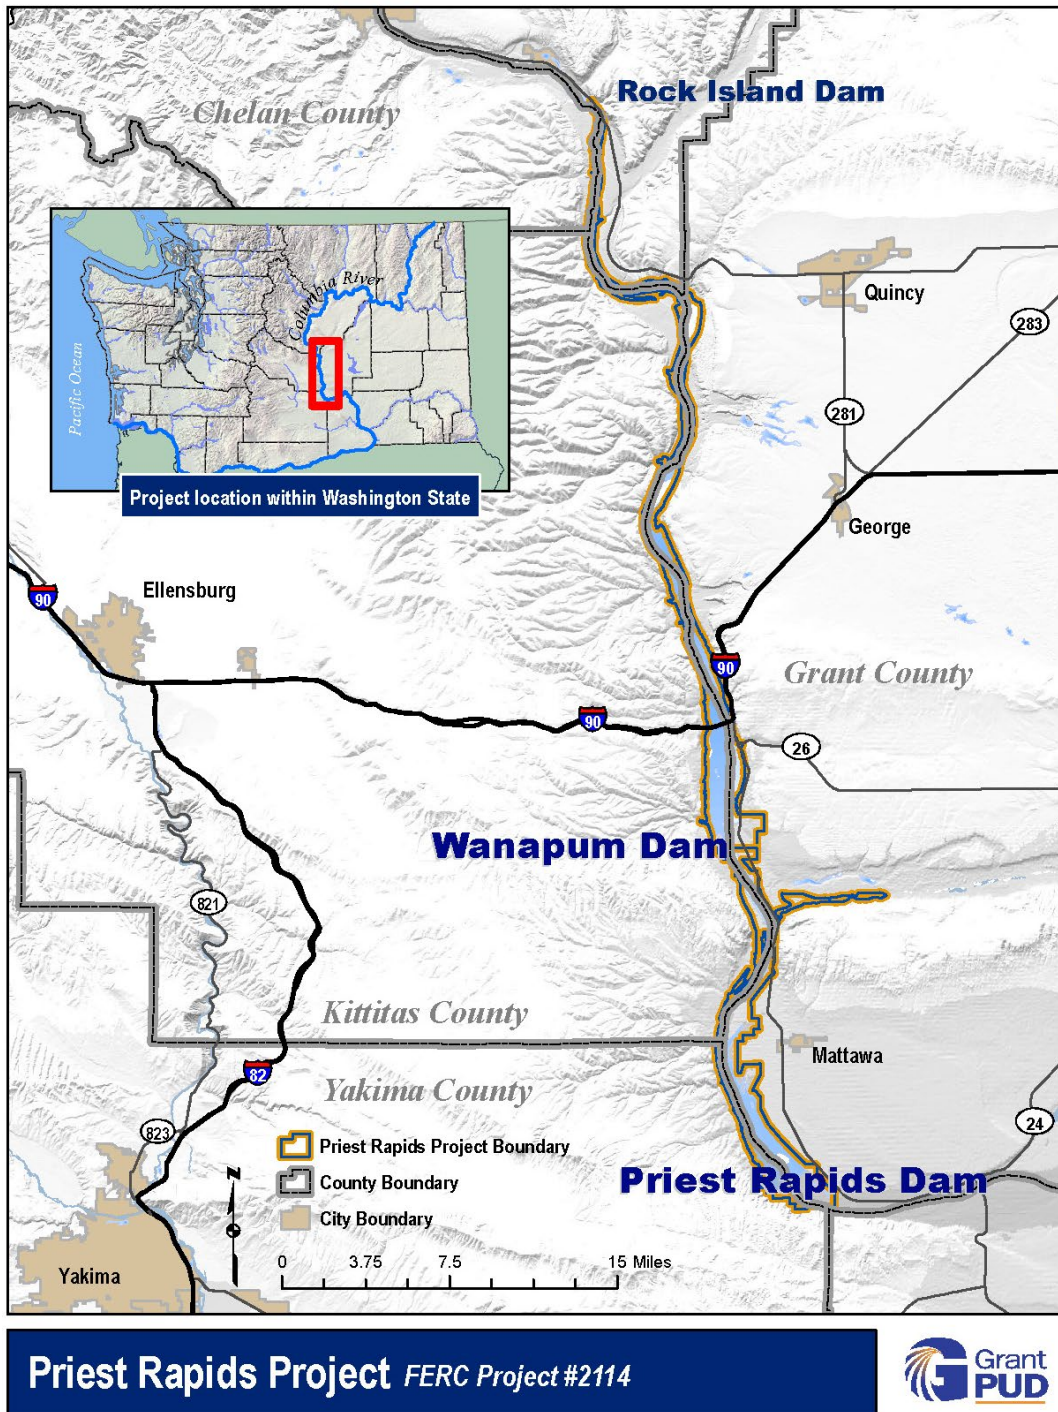 Rock Island Dam
Chelan County
Quincy
283
Columbia River
Pacific Ocean
281
Project location within Washington State
George
Ellensburg
90
90
Grant County
90
26
Wanapum Dam
821
Kittitas County
Mattawa
82
Yakima County
24
823
Priest Rapids Project Boundary
Priest Rapids Dam
County Boundary
N
City Boundary
0 3.75 7.5 15 Miles
Yakima
Priest Rapids Project FERC Project #2114
Grant
PUD